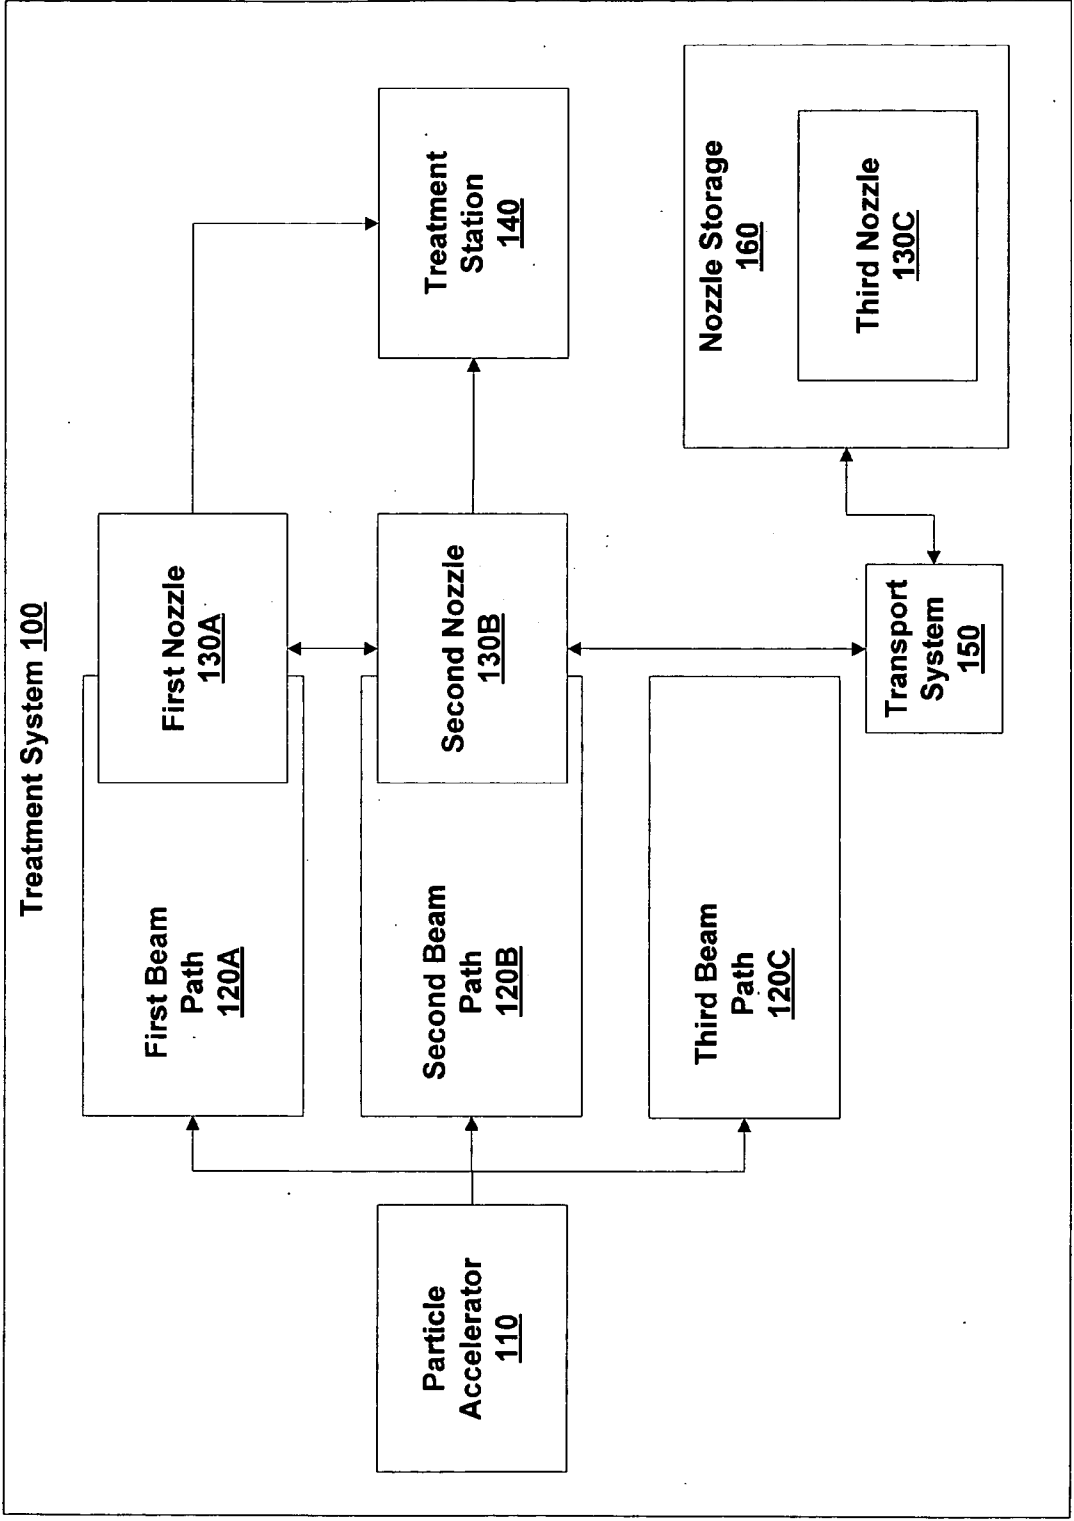 Treatment System 100
First Beam
Path
120A
First Nozzle
130A
Particle
Accelerator
110
Second Beam
Path
120B
Second Nozzle
130B
Treatment
Station
140
Third Beam
Path
120C
Transport
System
150
Nozzle Storage
160
Third Nozzle
130C